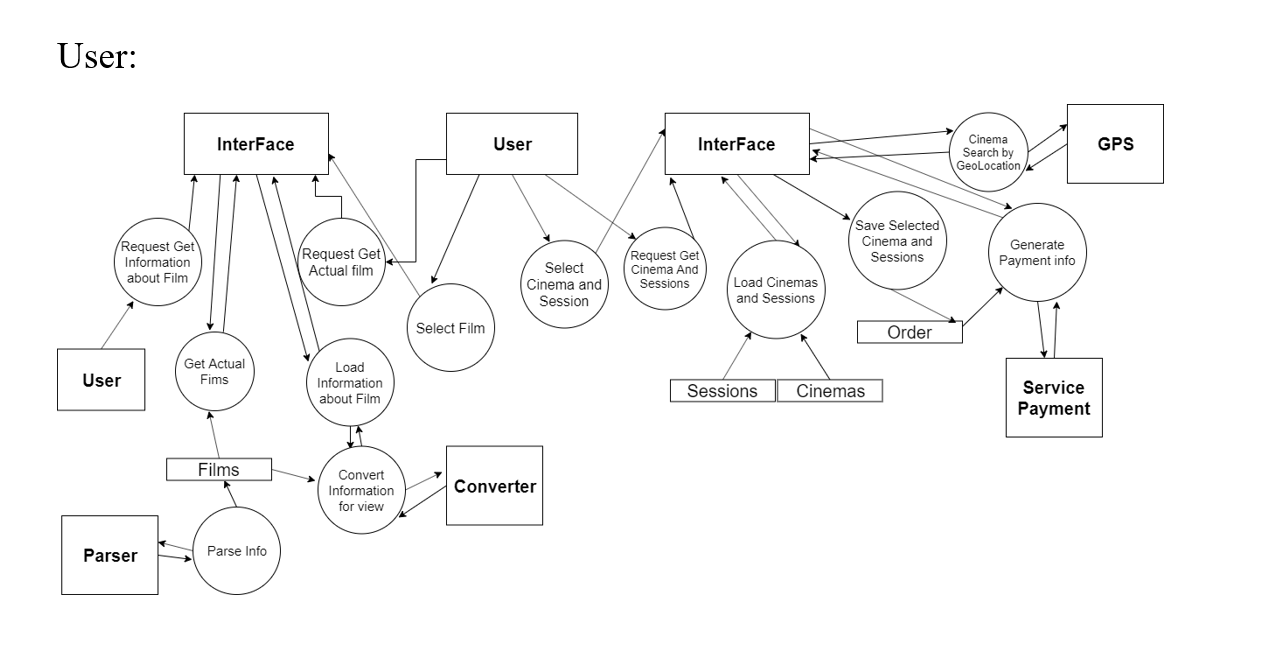 User:
InterFace
User
InterFace
Cinema
Search by
GeoLocation
GPS
Request Get
Information
about Film
Request Get
Actual film
Select
Cinema and
Session
Request Get
Cinema And
Sessions
Load Cinemas
and Sessions
Save Selected
Cinema and
Sessions
Generate
Payment info
Select Film
Order
User
Get Actual
Fims
Load
Information
about Film
Sessions
Cinemas
Service
Payment
Films
Convert
Information
for view
Converter
Parser
Parse Info